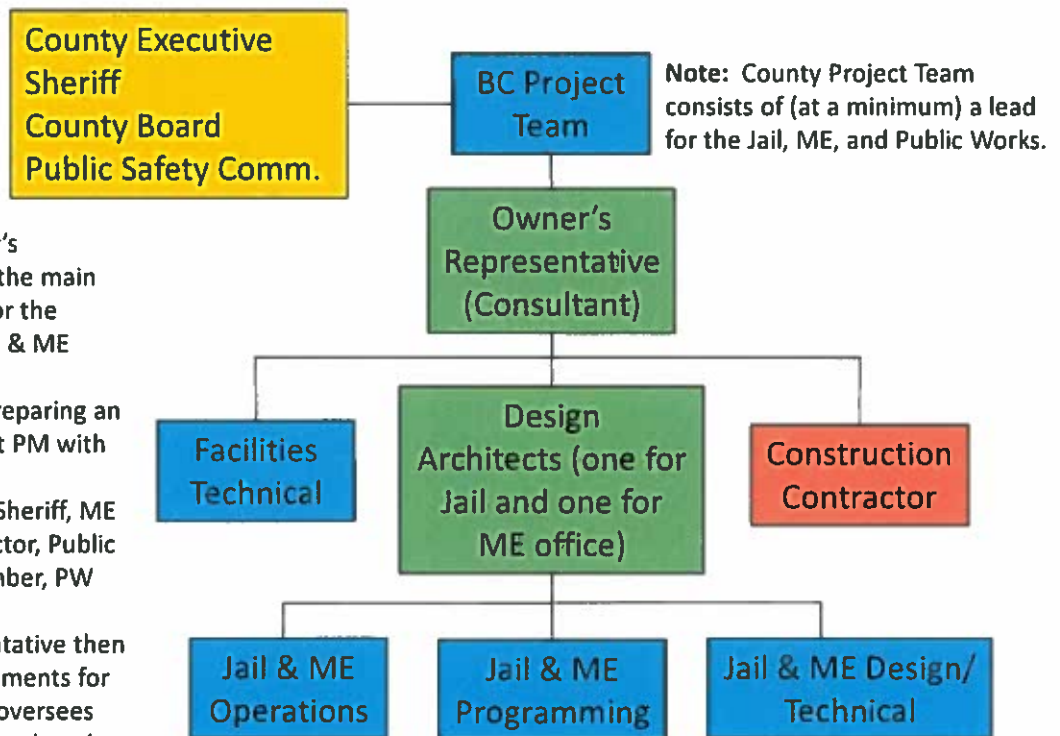 County Executive
Sheriff
County Board
Public Safety Comm.
BC Project
Team
Note: County Project Team
consists of (at a minimum) a lead
for the Jail, ME, and Public Works.
Owner's
Representative
(Consultant)
the main
or the
& ME
reparing an
t PM with
Sheriff, ME
ctor, Public
nber, PW
tative then
ments for
oversees
Facilities
Technical
Design
Architects (one for
Jail and one for
ME office)
Construction
Contractor
Jail & ME
Operations
Jail & ME
Programming
Jail & ME Design/
Technical